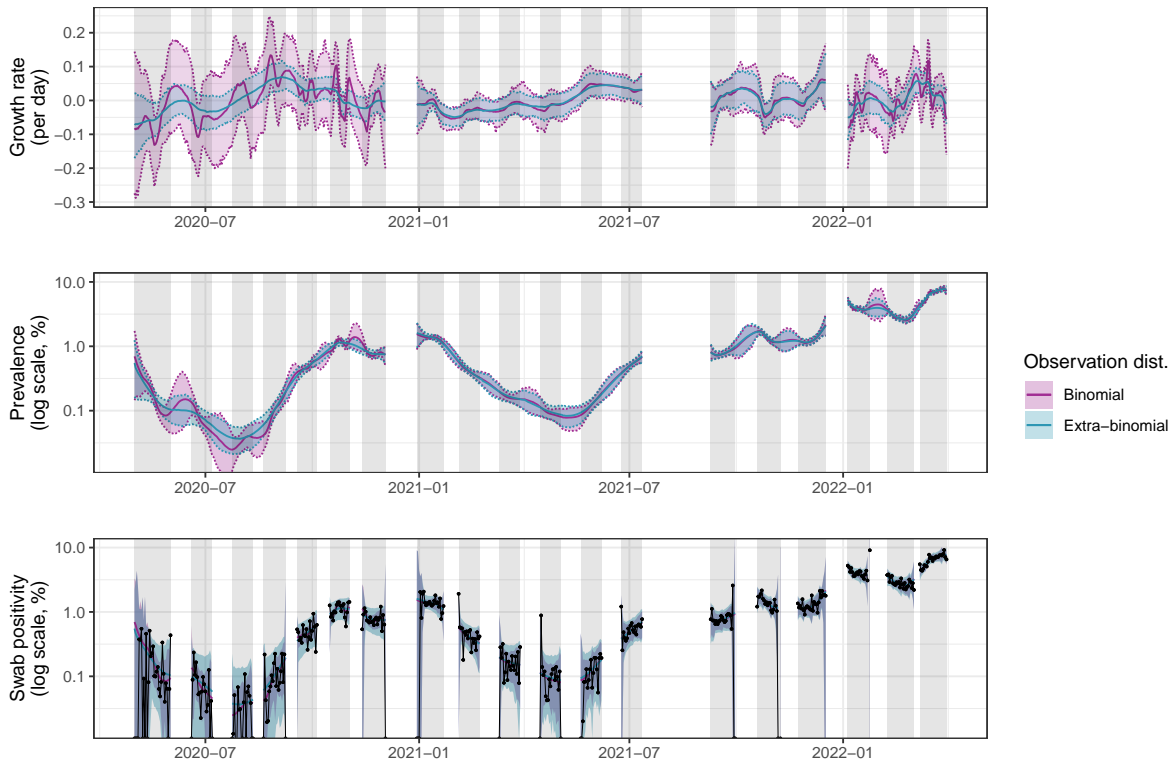 Growth rate
(per day)
0.2
0.1
0.0
−0.1
−0.2
−0.3
2020−07
2021−01
2021−07
2022−01
Prevalence
(log scale, %)
10.0
1.0
0.1
2020−07
2021−01
2021−07
2022−01
Observation dist.
Binomial
Extra−binomial
Swab positivity
(log scale, %)
10.0
1.0
0.1
2020−07
2021−01
2021−07
2022−01